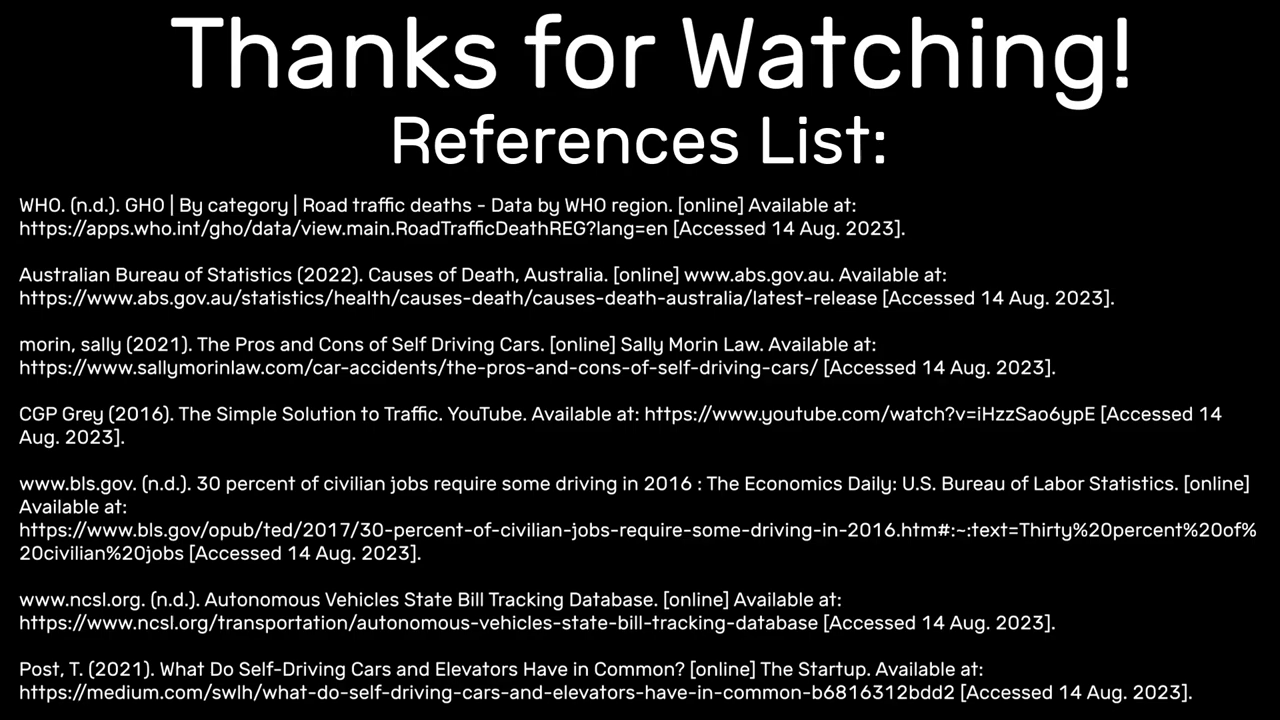 Thanks for Watching!
References List:
WHO. (n.d.). GHO | By category | Road traffic deaths - Data by WHO region. [online] Available at:
https://apps.who.int/gho/data/view.main.RoadTrafficDeathREG?lang=en [Accessed 14 Aug. 2023].
Australian Bureau of Statistics (2022). Causes of Death, Australia. [online] www.abs.gov.au. Available at:
https://www.abs.gov.au/statistics/health/causes-death/causes-death-australia/latest-release [Accessed 14 Aug. 2023].
morin, sally (2021). The Pros and Cons of Self Driving Cars. [online] Sally Morin Law. Available at:
https://www.sallymorinlaw.com/car-accidents/the-pros-and-cons-of-self-driving-cars/ [Accessed 14 Aug. 2023].
CGP Grey (2016). The Simple Solution to Traffic. YouTube. Available at: https://www.youtube.com/watch?v=iHzzSao6ypE [Accessed 14
Aug. 2023].
www.bls.gov. (n.d.). 30 percent of civilian jobs require some driving in 2016 : The Economics Daily: U.S. Bureau of Labor Statistics. [online]
Available at:
https://www.bls.gov/opub/ted/2017/30-percent-of-civilian-jobs-require-some-driving-in-2016.htm#:~:text=Thirty%20percent%20of%
20civilian%20jobs [Accessed 14 Aug. 2023].
www.ncsl.org. (n.d.). Autonomous Vehicles State Bill Tracking Database. [online] Available at:
https://www.ncsl.org/transportation/autonomous-vehicles-state-bill-tracking-database [Accessed 14 Aug. 2023].
Post, T. (2021). What Do Self-Driving Cars and Elevators Have in Common? [online] The Startup. Available at:
https://medium.com/swlh/what-do-self-driving-cars-and-elevators-have-in-common-b6816312bdd2 [Accessed 14 Aug. 2023].